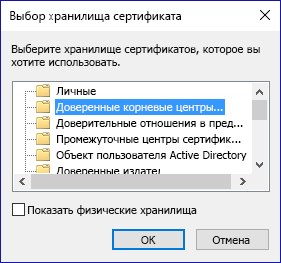 Выбор хранилища сертификата
Выберите хранилище сертификатов, которое вы
хотите использовать.
Личные
Доверенные корневые центры...
Доверительные отношения в пред...
Промежуточные центры сертифик...
Объект пользователя Active Directory
Доверенные издател
Показать физические хранилища
ОК
Отмена